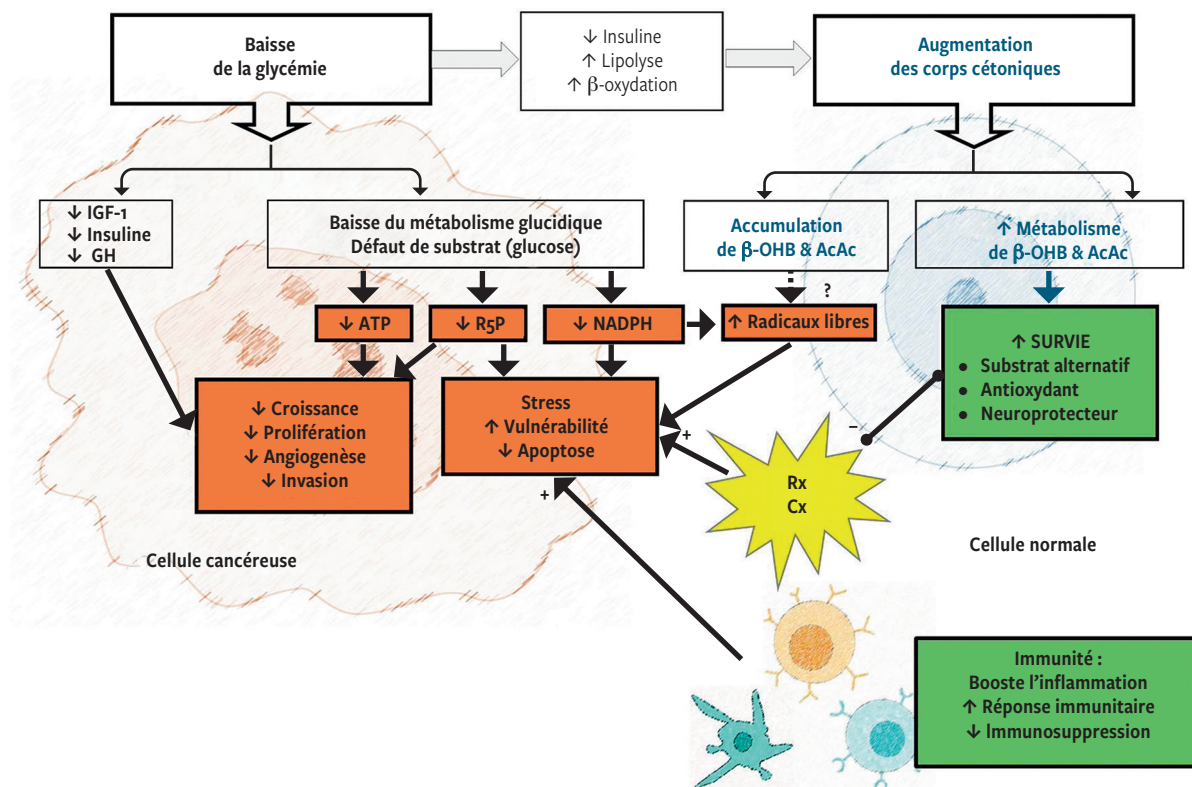 Baisse
de la glycémie
↓ Insuline
↑ Lipolyse
↑ β-oxydation
Augmentation
des corps cétoniques
↓ IGF-1
↓ Insuline
↓ GH
Baisse du métabolisme glucidique
Défaut de substrat (glucose)
Accumulation
de β-OHB & AcAc
↑ Métabolisme
de β-OHB & AcAc
?
↓ ATP
↓ R5P
↓ NADPH
↑ Radicaux libres
↑ SURVIE
• Substrat alternatif
• Antioxydant
• Neuroprotecteur
↓ Croissance
↓ Prolifération
↓ Angiogenèse
↓ Invasion
Stress
↑ Vulnérabilité
↓ Apoptose
+
–
+
Rx
Cx
Cellule cancéreuse
Cellule normale
Immunité :
Booste l’inflammation
↑ Réponse immunitaire
↓ Immunosuppression